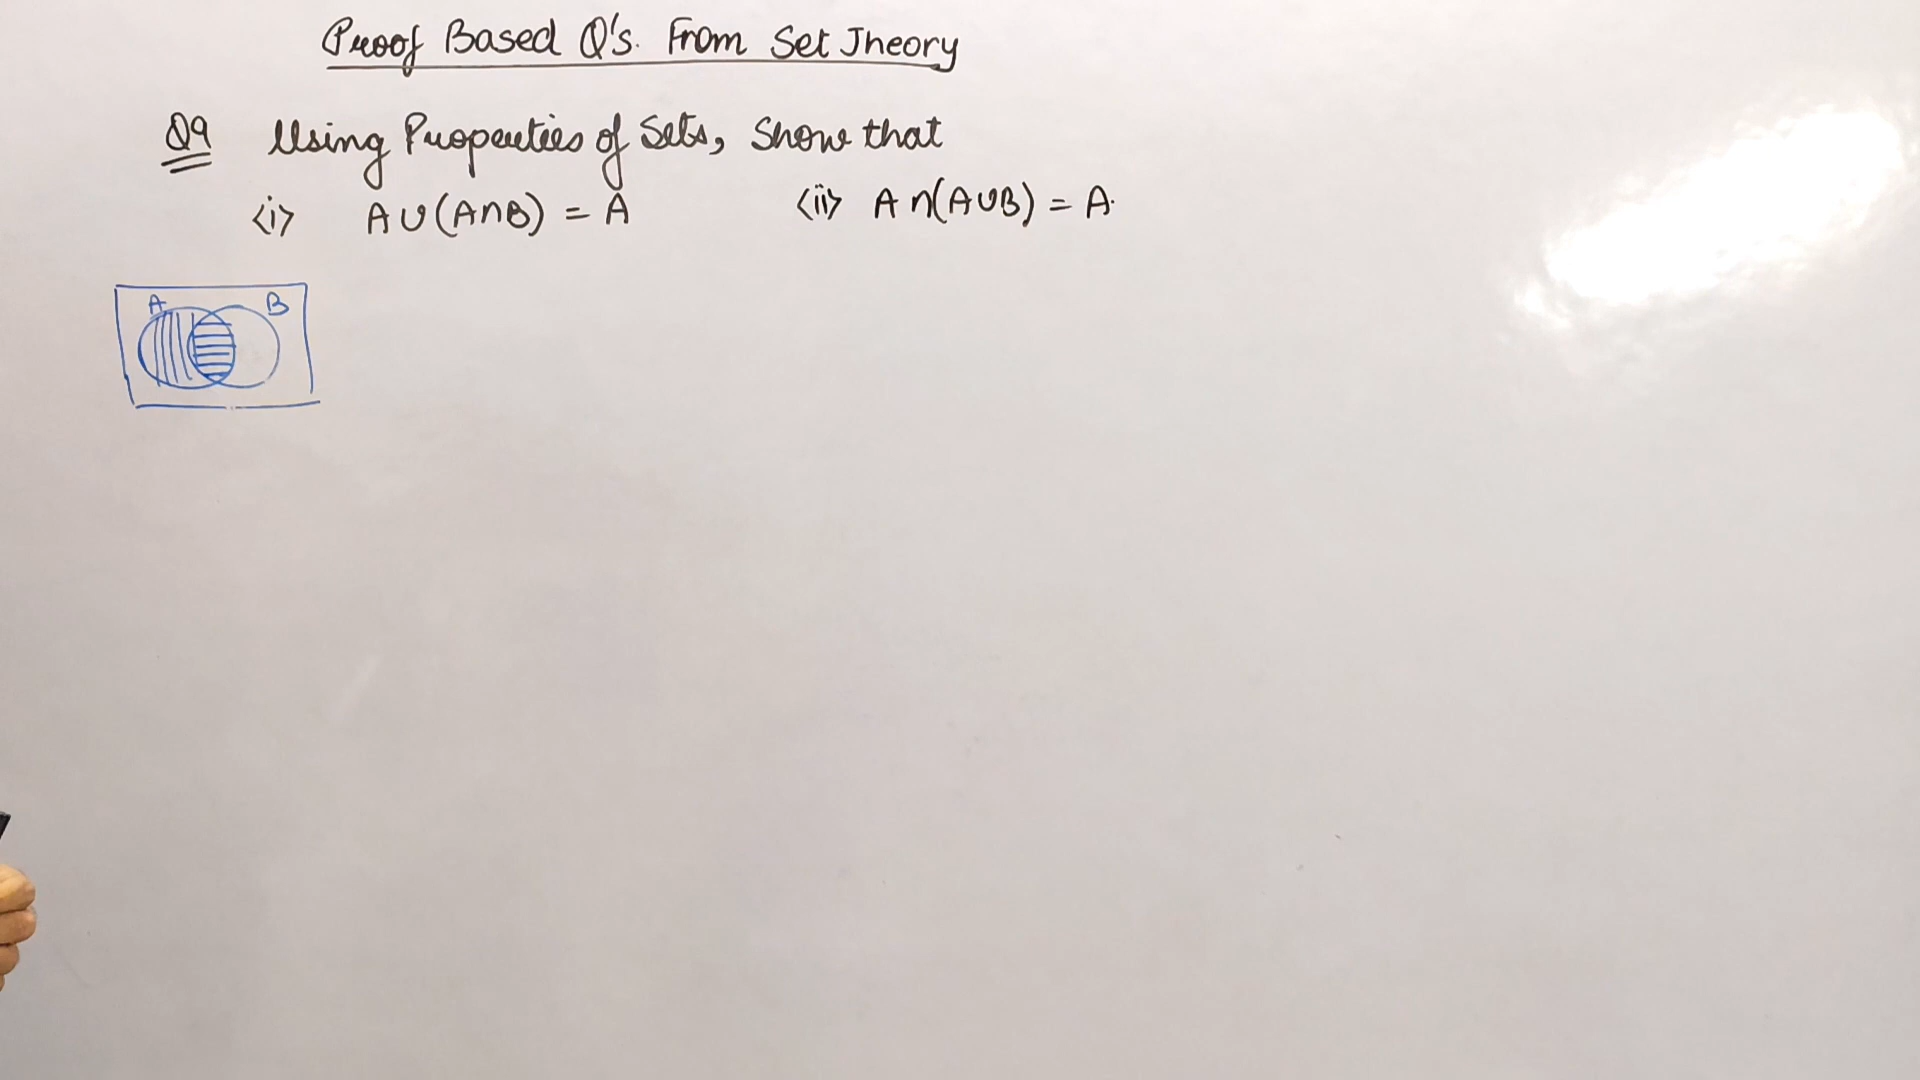 Proof Based Q's. From Set Theory
Q9 Using Properties of Sets, Show that
<i> A∪(A∩B) = A <ii> A∩(A∪B) = A.
A B